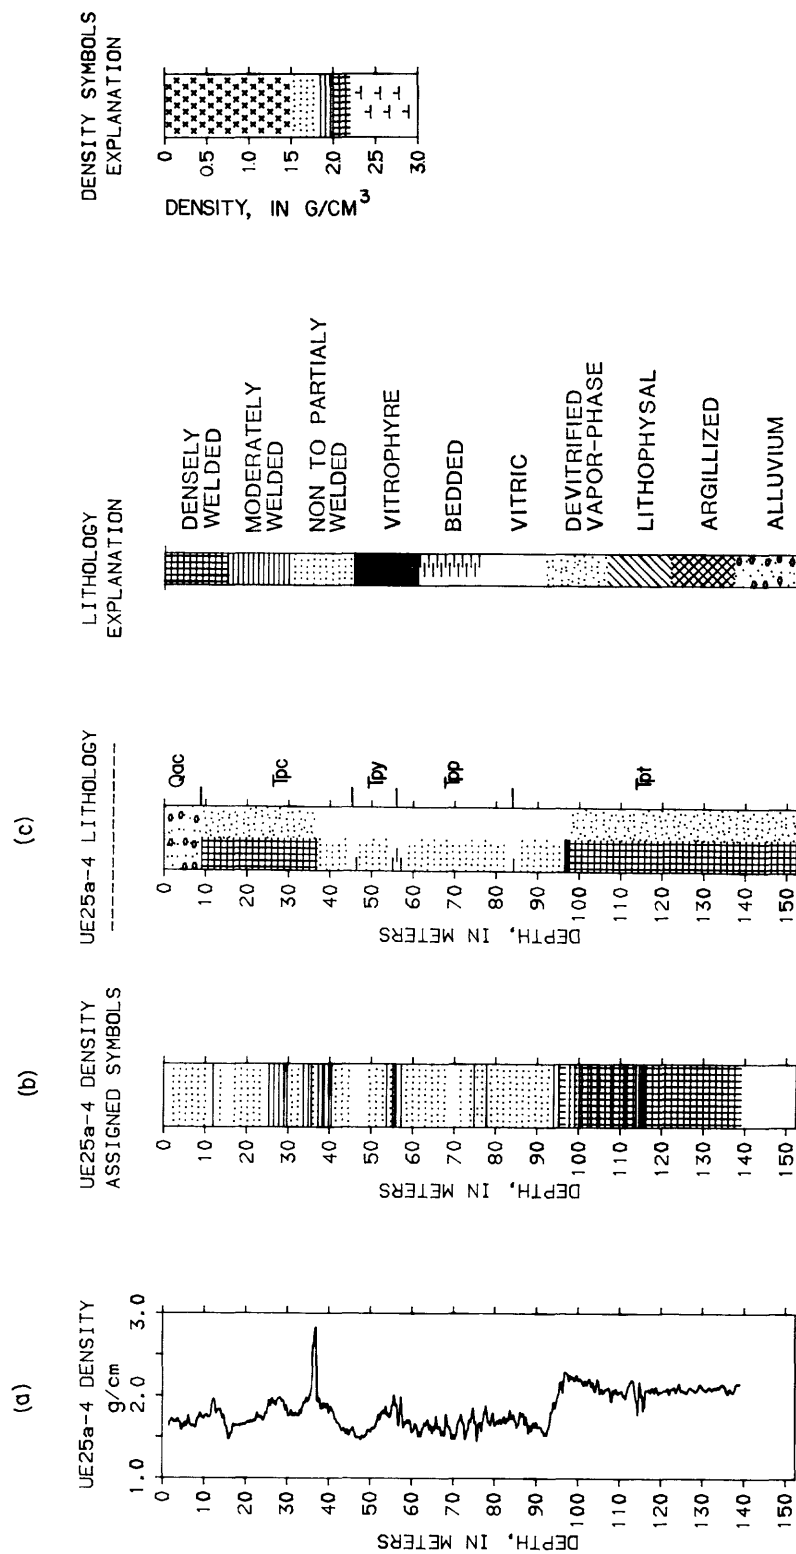 (a)
UE25a-4 DENSITY
g/cm
1.0 2.0 3.0
0
10
20
30
40
50
60
70
80
90
100
110
120
130
140
150
DEPTH, IN METERS
(b)
UE25a-4 DENSITY
ASSIGNED SYMBOLS
0
10
20
30
40
50
60
70
80
90
100
110
120
130
140
150
DEPTH, IN METERS
(c)
UE25a-4 LITHOLOGY
0
10
20
30
40
50
60
70
80
90
100
110
120
130
140
150
DEPTH, IN METERS
Qac
Tpc
Tpy
Tpp
Tpt
LITHOLOGY
EXPLANATION
DENSELY
WELDED
MODERATELY
WELDED
NON TO PARTIALY
WELDED
VITROPHYRE
BEDDED
VITRIC
DEVITRIFIED
VAPOR-PHASE
LITHOPHYSAL
ARGILLIZED
ALLUVIUM
DENSITY SYMBOLS
EXPLANATION
0
0.5
1.0
1.5
2.0
2.5
3.0
DENSITY, IN G/CM3